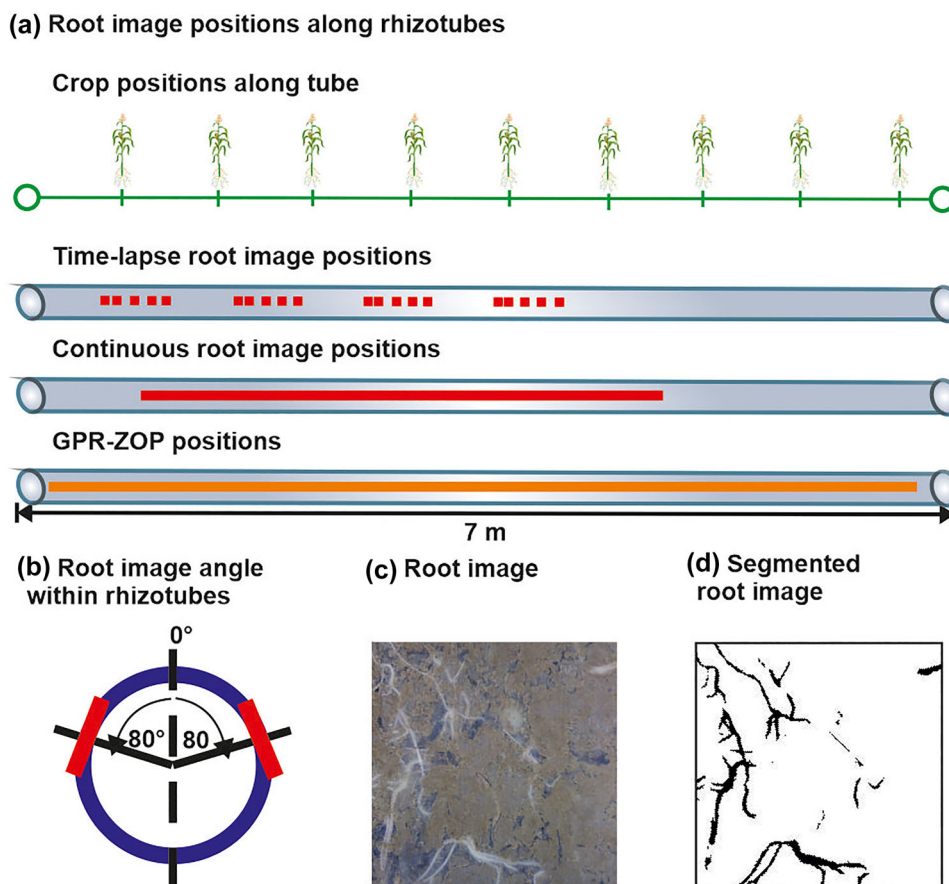 (a) Root image positions along rhizotubes
Crop positions along tube
Time-lapse root image positions
Continuous root image positions
GPR-ZOP positions
7 m
(b) Root image angle
within rhizotubes
(c) Root image
(d) Segmented
root image
0°
-80° 80